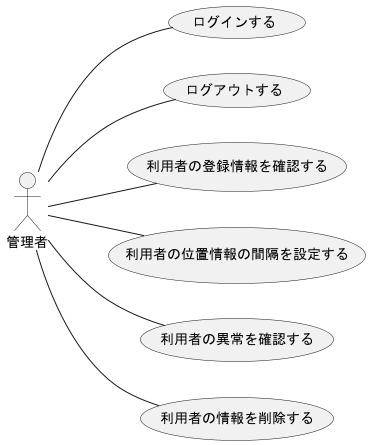 ログインする
ログアウトする
利用者の登録情報を確認する
管理者
利用者の位置情報の間隔を設定する
利用者の異常を確認する
利用者の情報を削除する